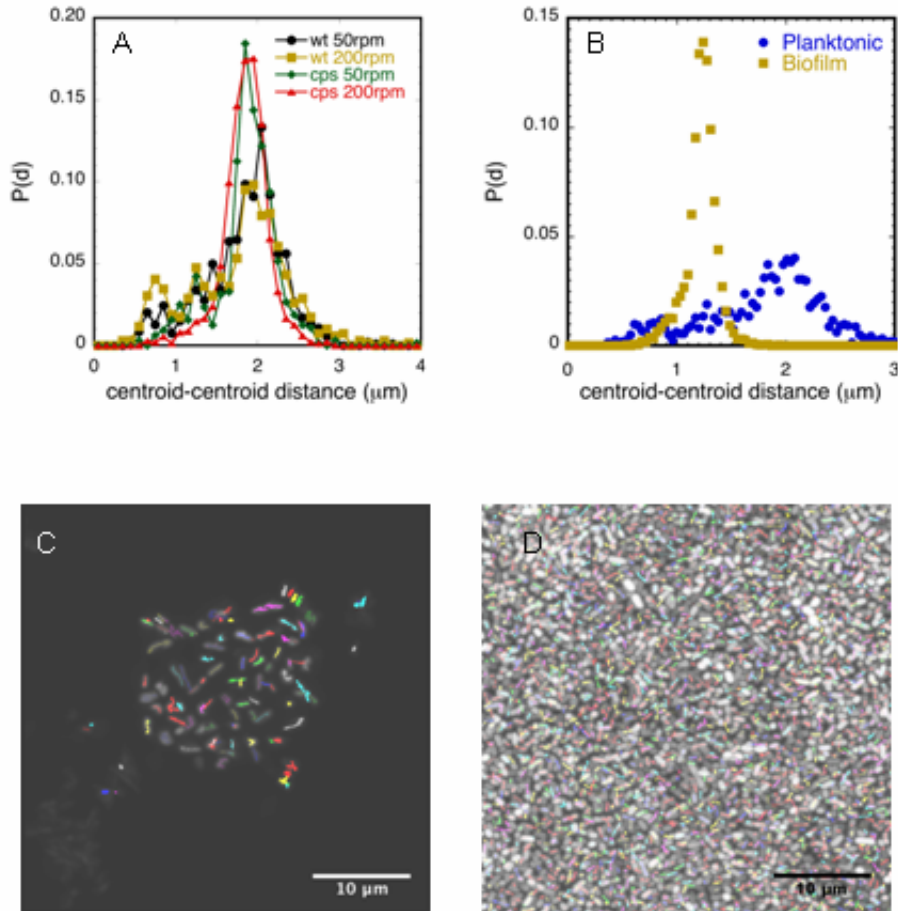 A
wt 50rpm
wt 200rpm
cps 50rpm
cps 200rpm
0.20
0.15
0.10
0.05
0
P(d)
0 1 2 3 4
centroid-centroid distance (μm)
B
Planktonic
Biofilm
0.15
0.10
0.05
0
P(d)
0 1 2 3
centroid-centroid distance (μm)
C
10 μm
D
10 μm